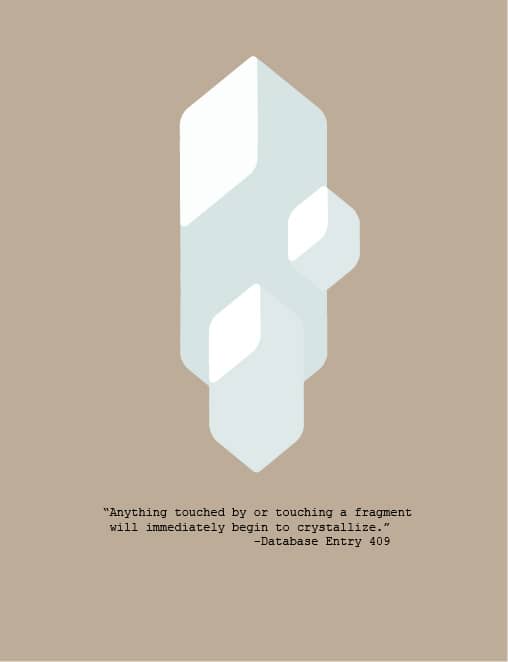 “Anything touched by or touching a fragment
will immediately begin to crystallize.”
-Database Entry 409